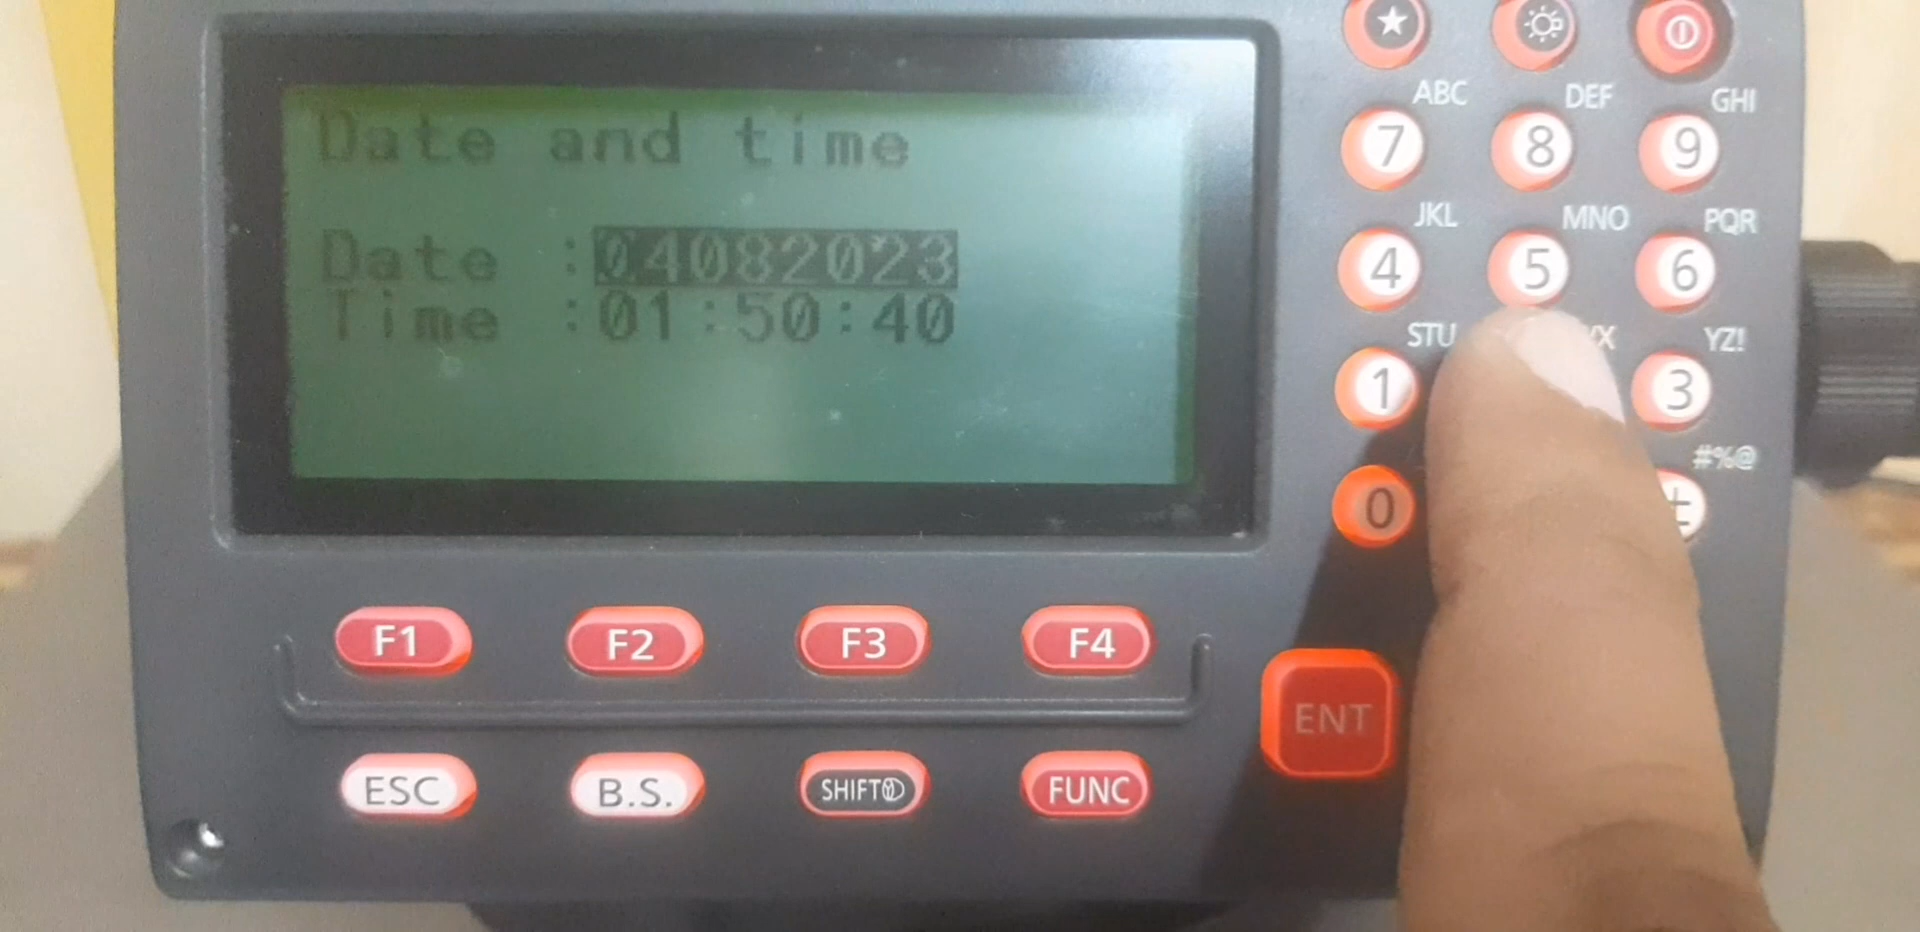 Date and time
Date :04082023
Time :01:50:40
ABC DEF GHI
7 8 9
JKL MNO PQR
4 5 6
STU YZ!
1 3
#%@
0
F1 F2 F3 F4
ENT
ESC B.S. SHIFT FUNC